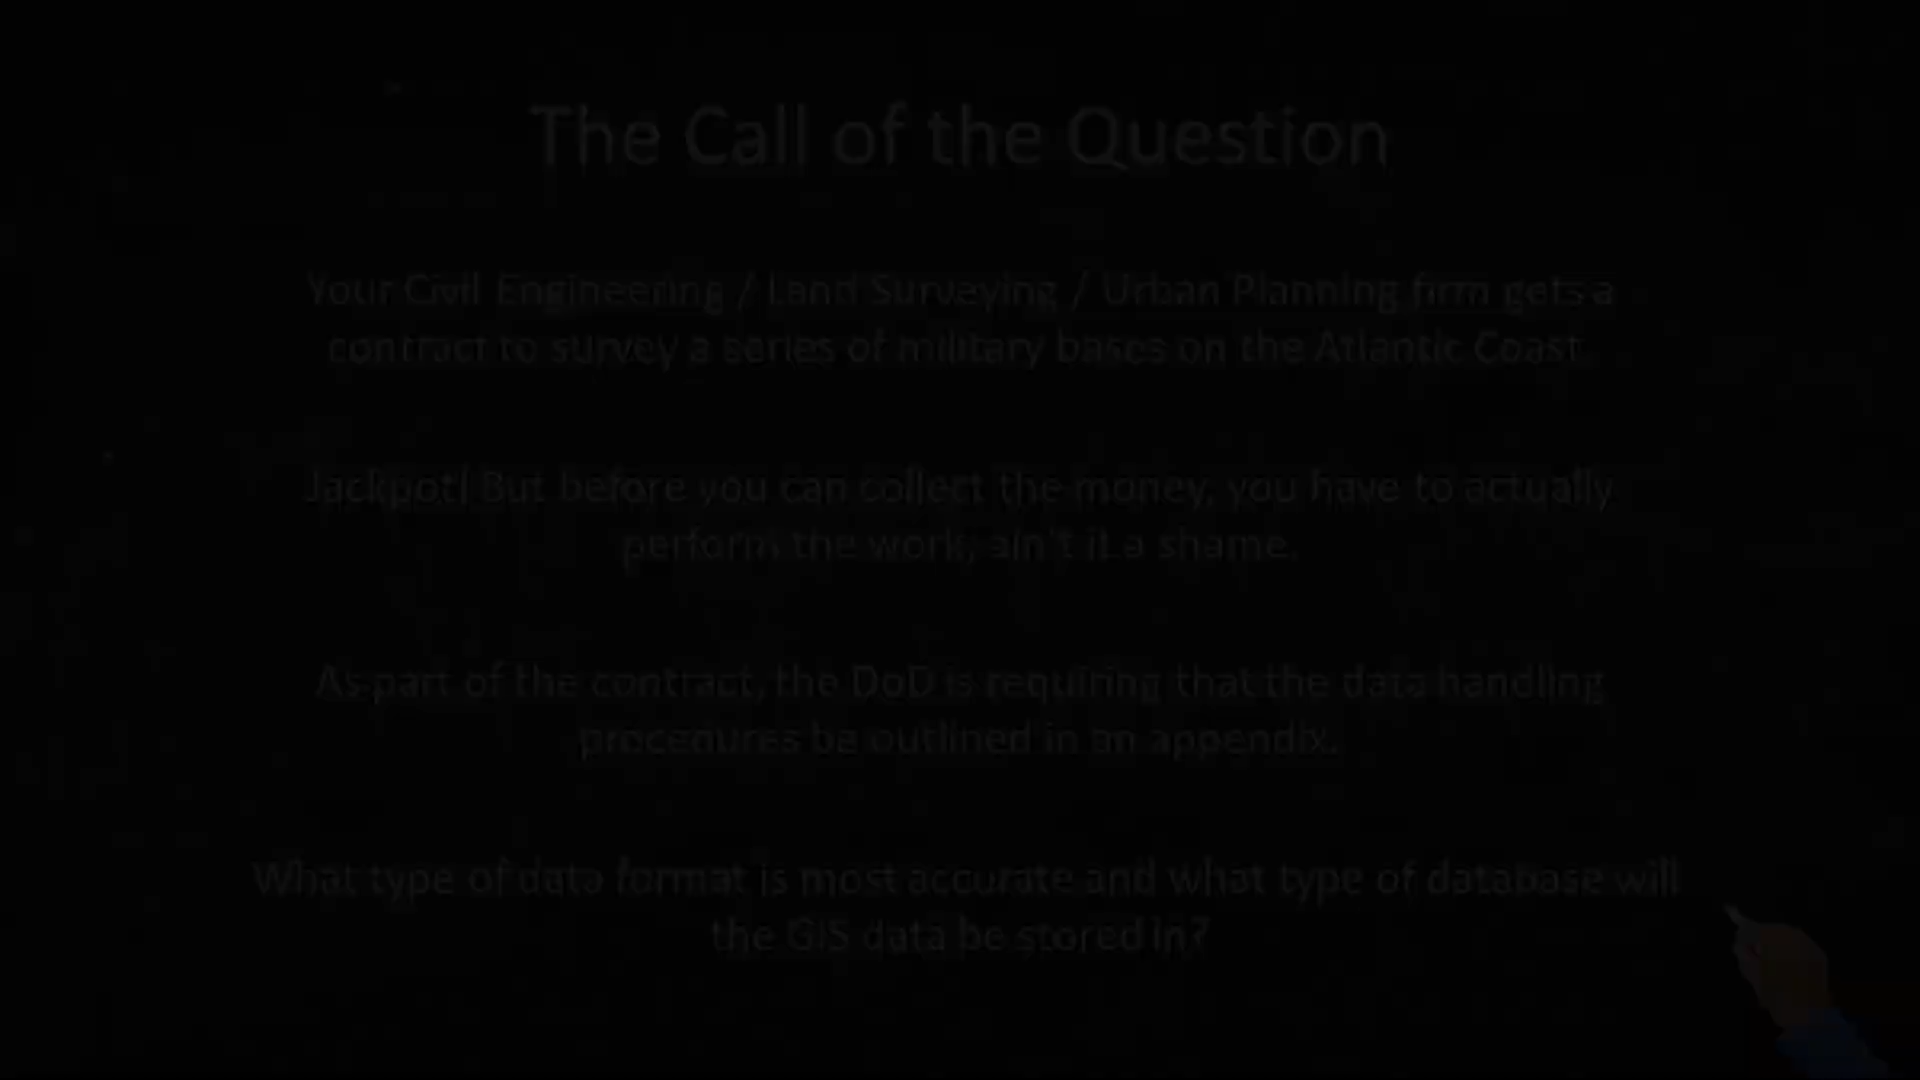 The Call of the Question
Your Civil Engineering / Land Surveying / Urban Planning firm gets a
contract to survey a series of military bases on the Atlantic Coast.
Jackpot! But before you can collect the money, you have to actually
perform the work, ain't it a shame.
As part of the contract, the DoD is requiring that the data handling
procedures be outlined in an appendix.
What type of data format is most accurate and what type of database will
the GIS data be stored in?